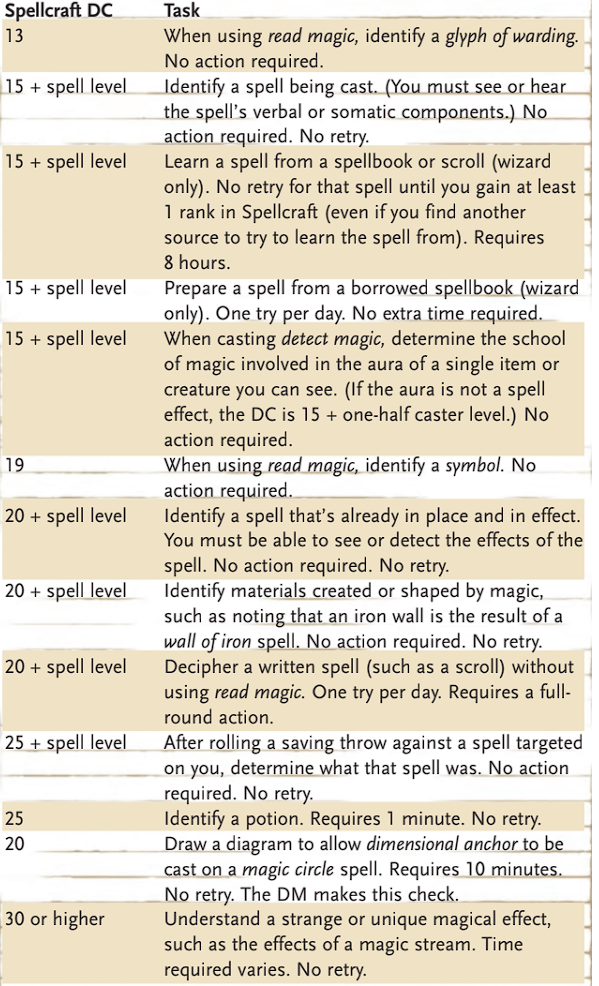 Spellcraft DC Task
13 When using read magic, identify a glyph of warding.
No action required.
15 + spell level Identify a spell being cast. (You must see or hear
the spell’s verbal or somatic components.) No
action required. No retry.
15 + spell level Learn a spell from a spellbook or scroll (wizard
only). No retry for that spell until you gain at least
1 rank in Spellcraft (even if you find another
source to try to learn the spell from). Requires
8 hours.
15 + spell level Prepare a spell from a borrowed spellbook (wizard
only). One try per day. No extra time required.
15 + spell level When casting detect magic, determine the school
of magic involved in the aura of a single item or
creature you can see. (If the aura is not a spell
effect, the DC is 15 + one-half caster level.) No
action required.
19 When using read magic, identify a symbol. No
action required.
20 + spell level Identify a spell that’s already in place and in effect.
You must be able to see or detect the effects of the
spell. No action required. No retry.
20 + spell level Identify materials created or shaped by magic,
such as noting that an iron wall is the result of a
wall of iron spell. No action required. No retry.
20 + spell level Decipher a written spell (such as a scroll) without
using read magic. One try per day. Requires a full-
round action.
25 + spell level After rolling a saving throw against a spell targeted
on you, determine what that spell was. No action
required. No retry.
25 Identify a potion. Requires 1 minute. No retry.
20 Draw a diagram to allow dimensional anchor to be
cast on a magic circle spell. Requires 10 minutes.
No retry. The DM makes this check.
30 or higher Understand a strange or unique magical effect,
such as the effects of a magic stream. Time
required varies. No retry.